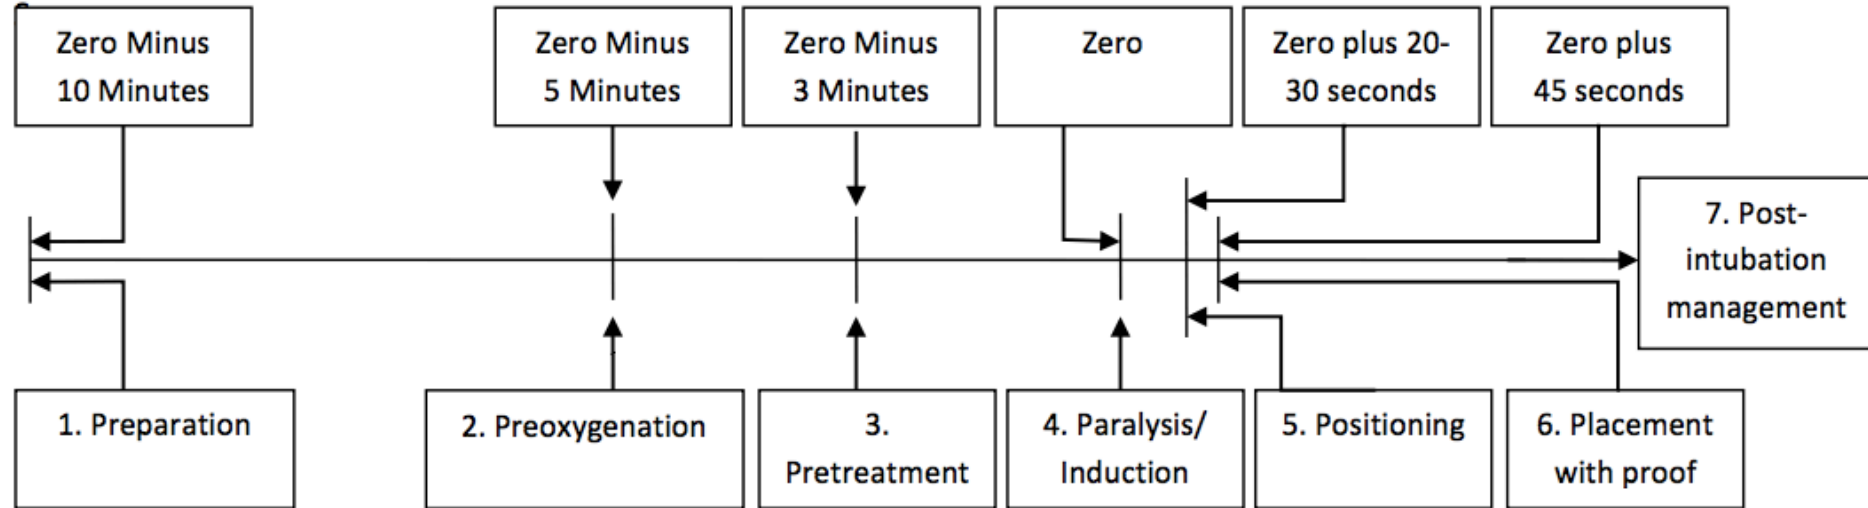 Zero Minus
10 Minutes
Zero Minus
5 Minutes
Zero Minus
3 Minutes
Zero
Zero plus 20-
30 seconds
Zero plus
45 seconds
7. Post-
intubation
management
1. Preparation
2. Preoxygenation
3.
Pretreatment
4. Paralysis/
Induction
5. Positioning
6. Placement
with proof